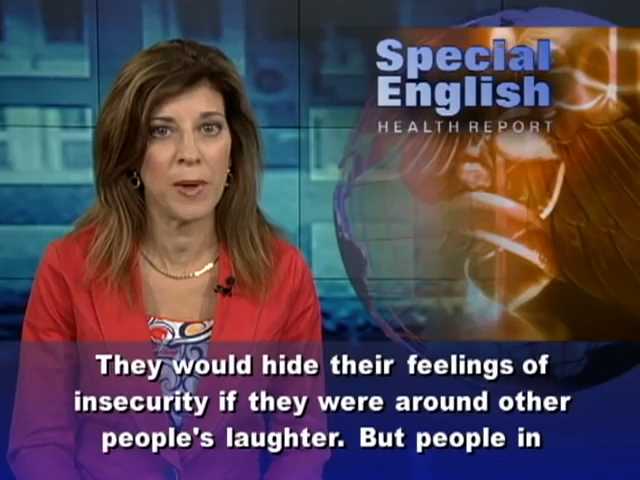 Special
English
HEALTH REPORT
They would hide their feelings of
insecurity if they were around other
people's laughter. But people in